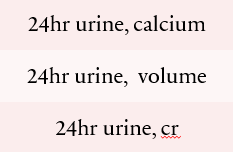 24hr urine, calcium
24hr urine,  volume
24hr urine, cr